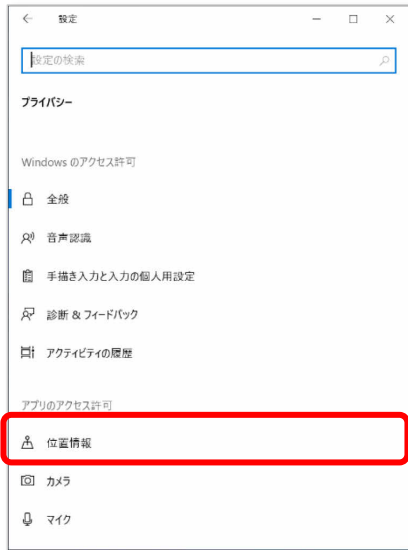 設定
設定の検索
プライバシー
Windows のアクセス許可
全般
音声認識
手描き入力と入力の個人用設定
診断 & フィードバック
アクティビティの履歴
アプリのアクセス許可
位置情報
カメラ
マイク